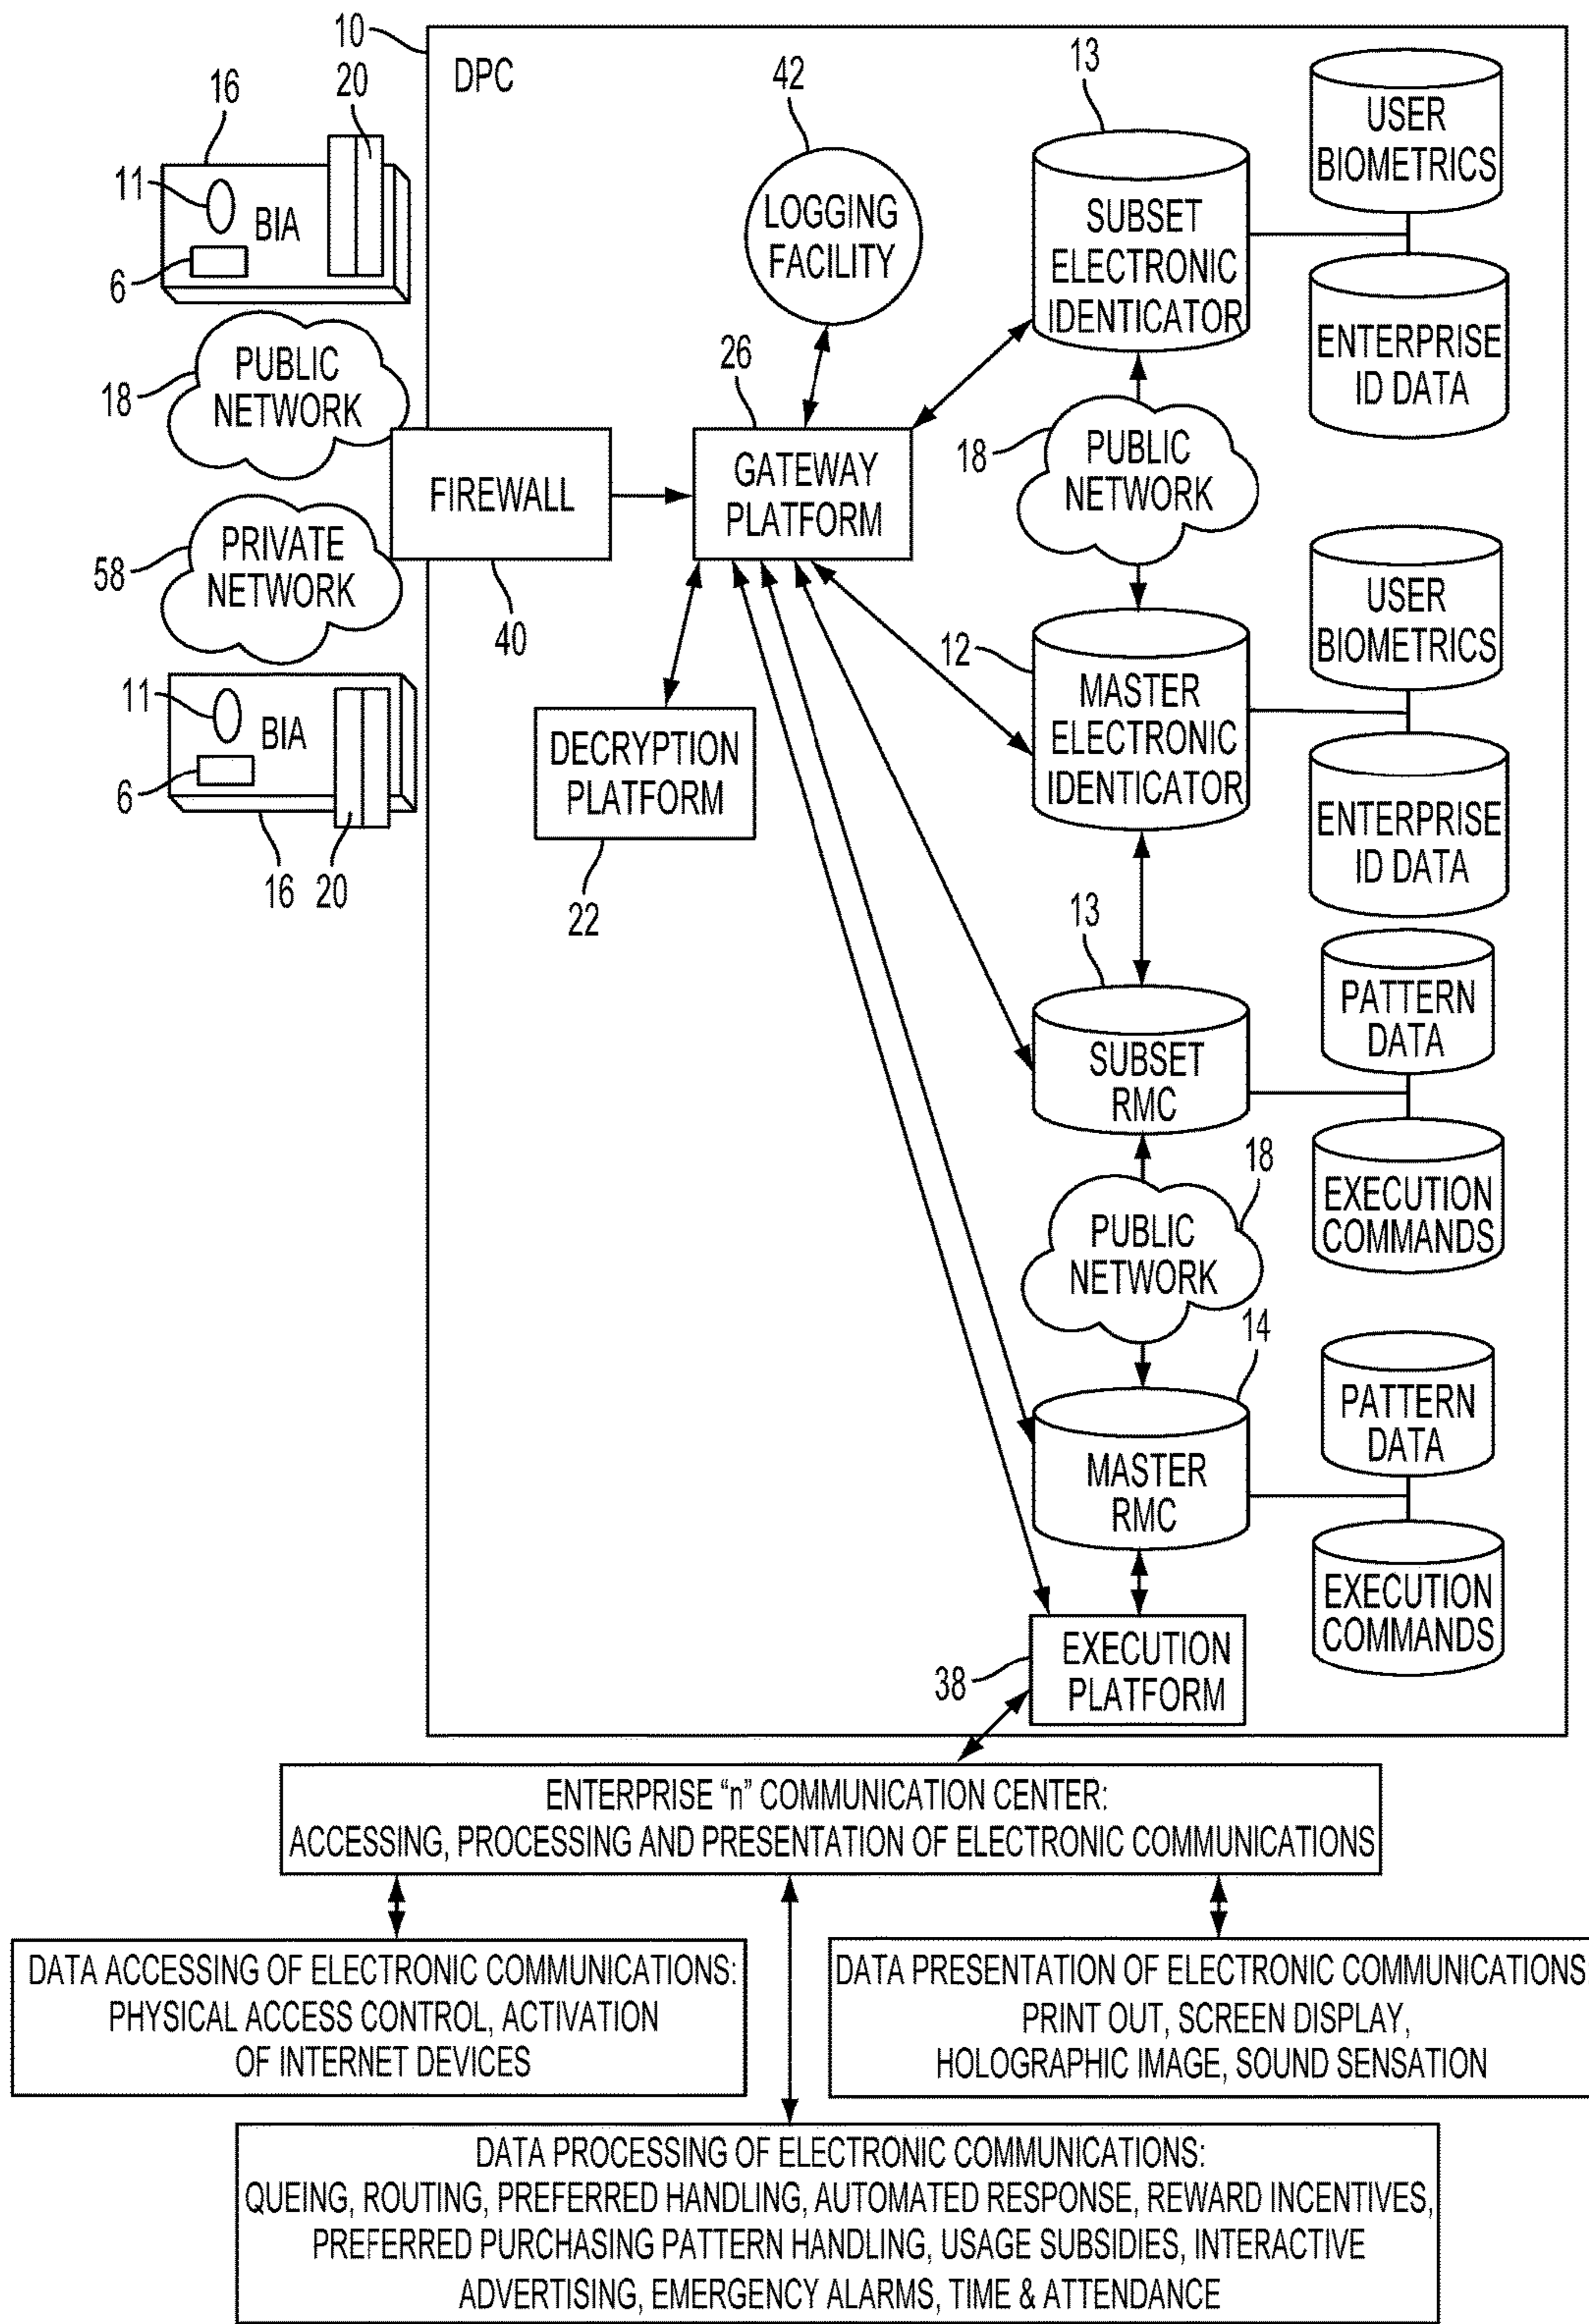 10
DPC
16
20
11
BIA
6
PUBLIC
NETWORK
18
PRIVATE
NETWORK
58
11
BIA
6
16
20
FIREWALL
40
42
LOGGING
FACILITY
26
GATEWAY
PLATFORM
DECRYPTION
PLATFORM
22
13
SUBSET
ELECTRONIC
IDENTICATOR
USER
BIOMETRICS
ENTERPRISE
ID DATA
18
PUBLIC
NETWORK
12
MASTER
ELECTRONIC
IDENTICATOR
USER
BIOMETRICS
ENTERPRISE
ID DATA
13
SUBSET
RMC
PATTERN
DATA
EXECUTION
COMMANDS
18
PUBLIC
NETWORK
14
MASTER
RMC
PATTERN
DATA
EXECUTION
COMMANDS
38
EXECUTION
PLATFORM
ENTERPRISE “n” COMMUNICATION CENTER:
ACCESSING, PROCESSING AND PRESENTATION OF ELECTRONIC COMMUNICATIONS
DATA ACCESSING OF ELECTRONIC COMMUNICATIONS:
PHYSICAL ACCESS CONTROL, ACTIVATION
OF INTERNET DEVICES
DATA PRESENTATION OF ELECTRONIC COMMUNICATIONS:
PRINT OUT, SCREEN DISPLAY,
HOLOGRAPHIC IMAGE, SOUND SENSATION
DATA PROCESSING OF ELECTRONIC COMMUNICATIONS:
QUEING, ROUTING, PREFERRED HANDLING, AUTOMATED RESPONSE, REWARD INCENTIVES,
PREFERRED PURCHASING PATTERN HANDLING, USAGE SUBSIDIES, INTERACTIVE
ADVERTISING, EMERGENCY ALARMS, TIME & ATTENDANCE